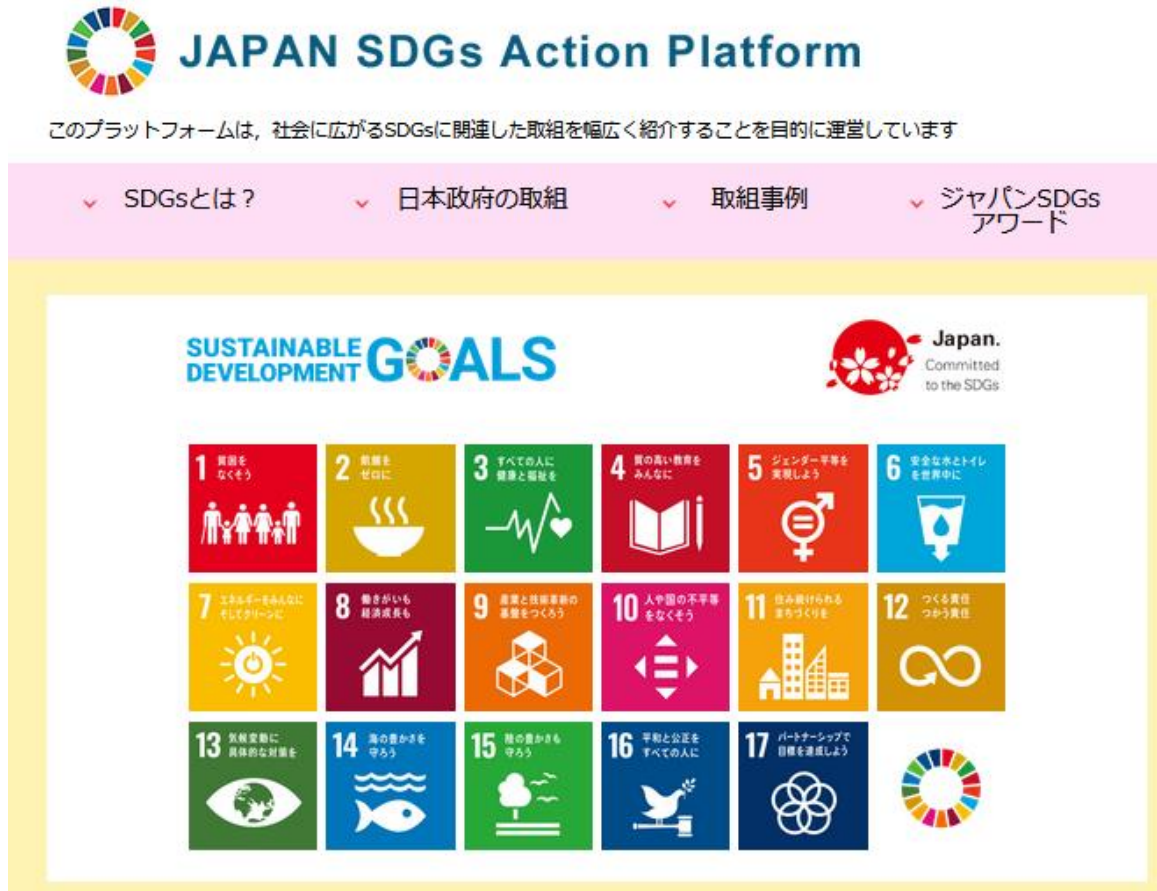 JAPAN SDGs Action Platform
このプラットフォームは，社会に広がるSDGsに関連した取組を幅広く紹介することを目的に運営しています
SDGsとは？
日本政府の取組
取組事例
ジャパンSDGs
アワード
SUSTAINABLE
DEVELOPMENT
GOALS
Japan.
Committed
to the SDGs
1 貧困を
なくそう
2 飢餓を
ゼロに
3 すべての人に
健康と福祉を
4 質の高い教育を
みんなに
5 ジェンダー平等を
実現しよう
6 安全な水とトイレ
を世界中に
7 エネルギーをみんなに
そしてクリーンに
8 働きがいも
経済成長も
9 産業と技術革新の
基盤をつくろう
10 人や国の不平等
をなくそう
11 住み続けられる
まちづくりを
12 つくる責任
つかう責任
13 気候変動に
具体的な対策を
14 海の豊かさを
守ろう
15 陸の豊かさも
守ろう
16 平和と公正を
すべての人に
17 パートナーシップで
目標を達成しよう